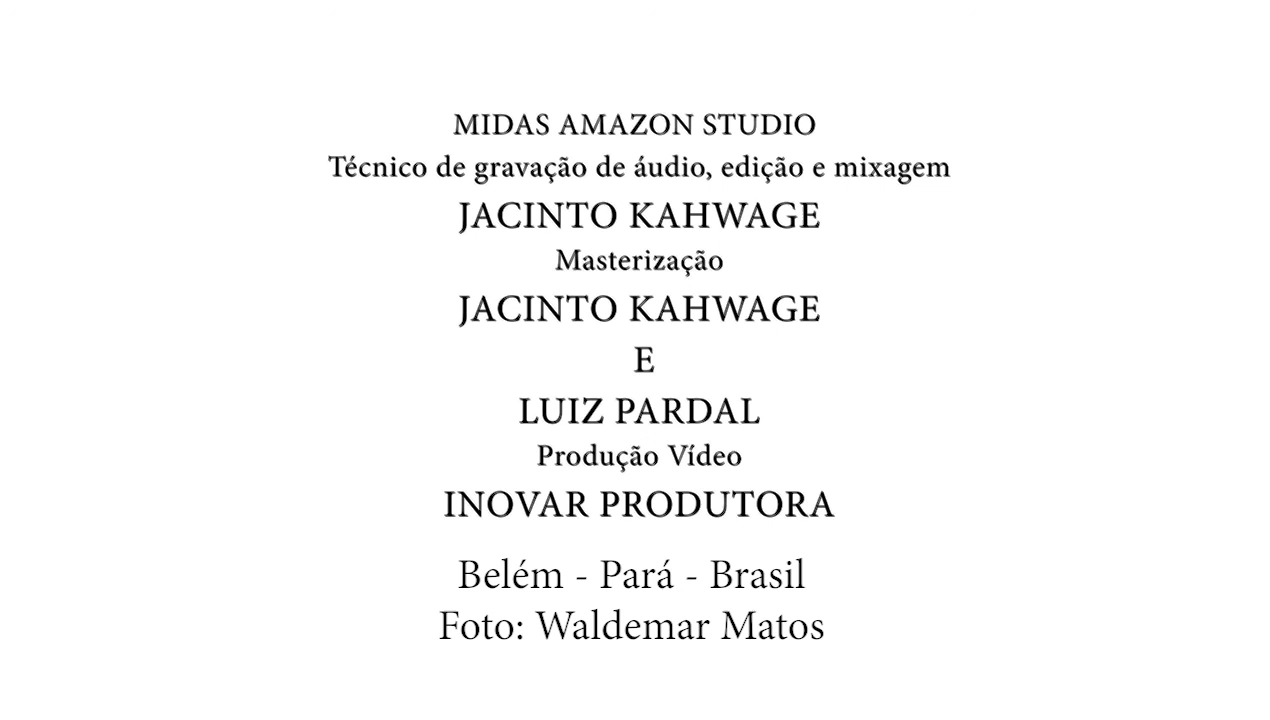 MIDAS AMAZON STUDIO
Técnico de gravação de áudio, edição e mixagem
JACINTO KAHWAGE
Masterização
JACINTO KAHWAGE
E
LUIZ PARDAL
Produção Vídeo
INOVAR PRODUTORA
Belém - Pará - Brasil
Foto: Waldemar Matos